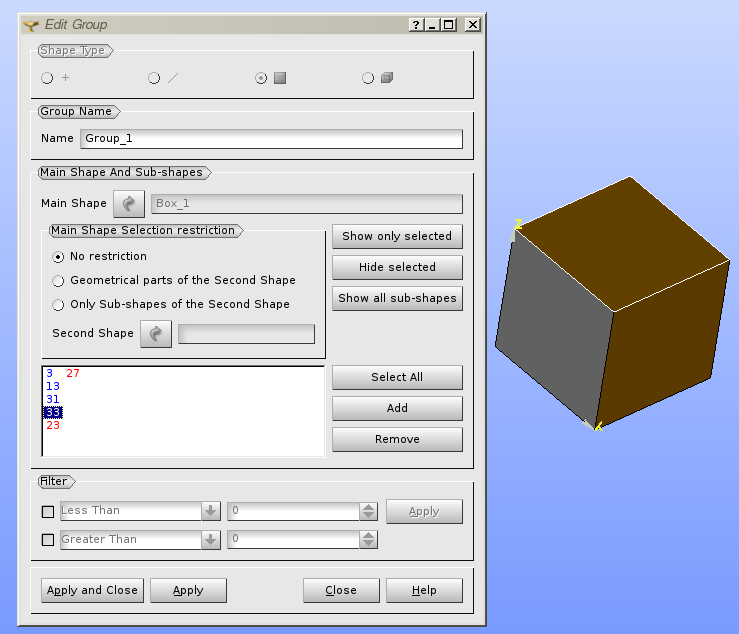 Edit Group
Shape Type
Group Name
Name Group_1
Main Shape And Sub-shapes
Main Shape Box_1
Main Shape Selection restriction
No restriction
Geometrical parts of the Second Shape
Only Sub-shapes of the Second Shape
Second Shape
Show only selected
Hide selected
Show all sub-shapes
3 27
13
31
33
23
Select All
Add
Remove
Filter
Less Than 0 Apply
Greater Than 0
Apply and Close Apply Close Help
Z